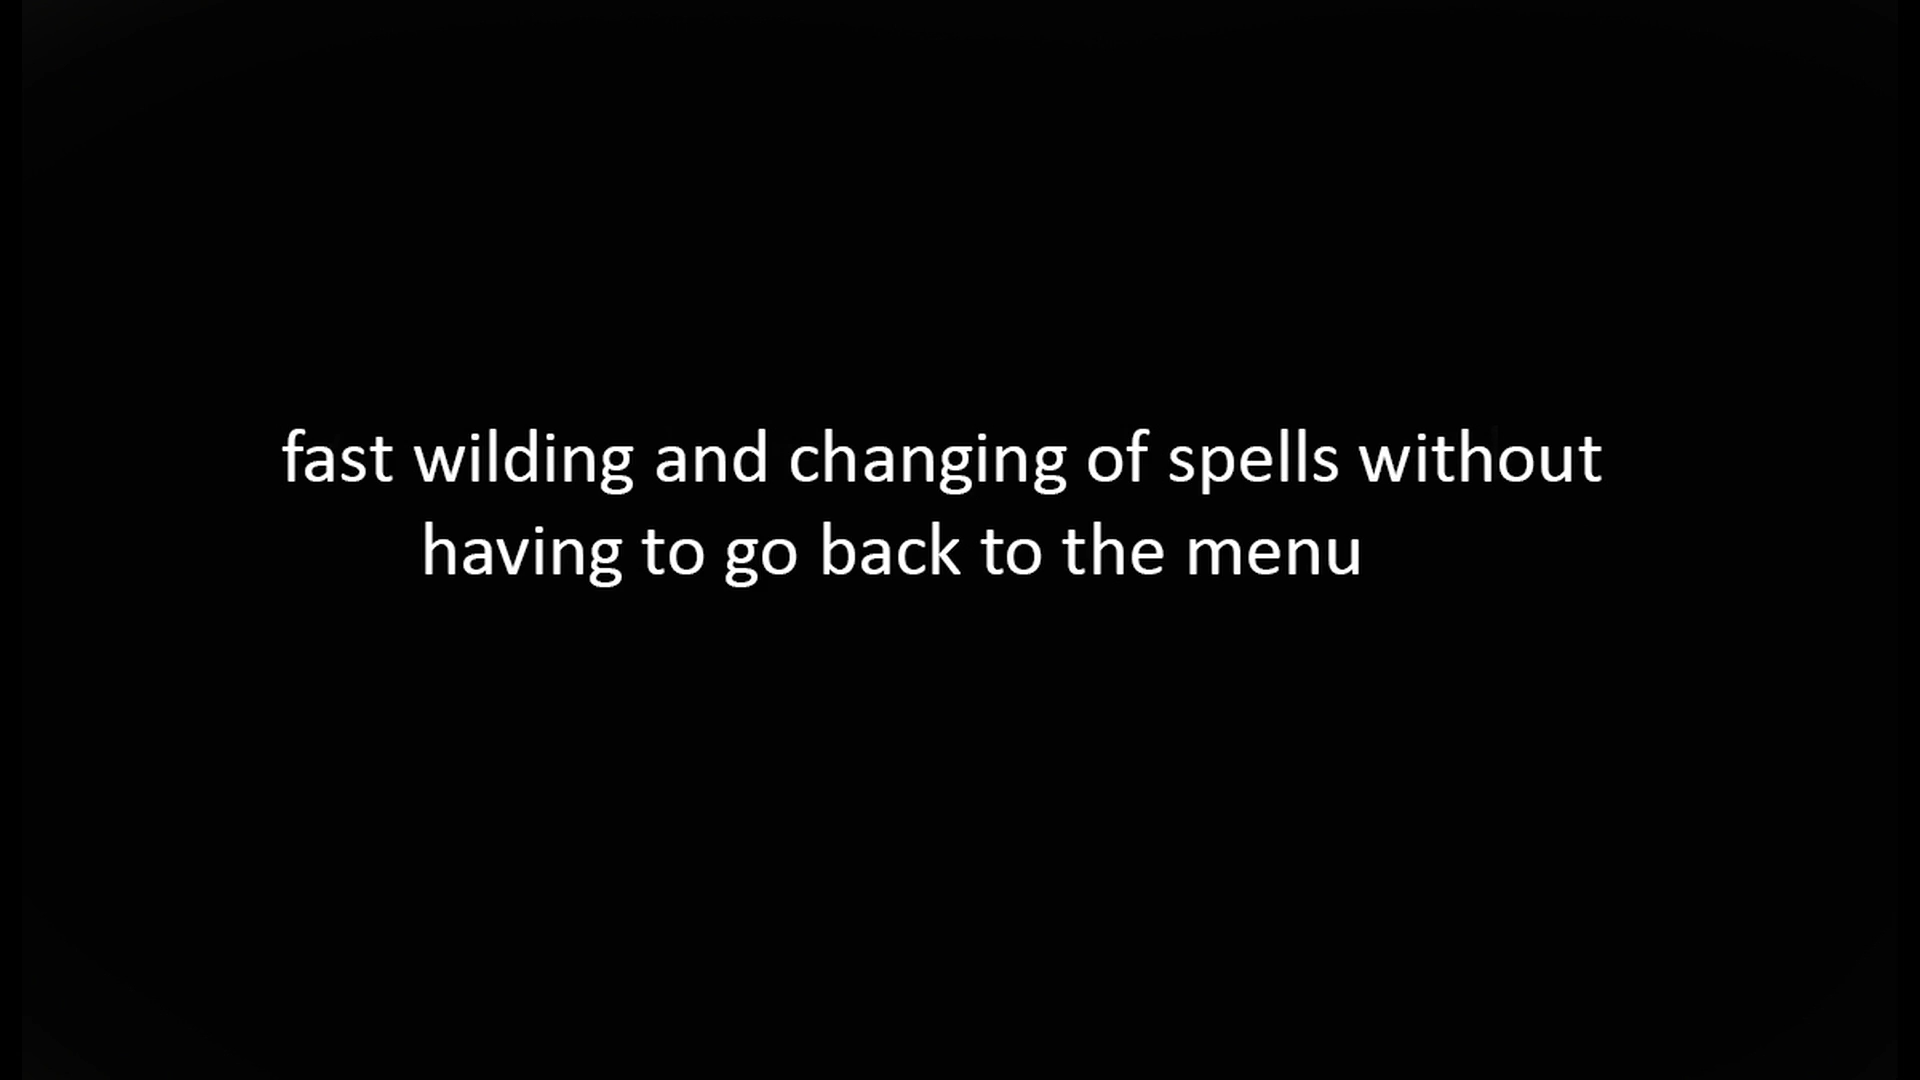 fast wilding and changing of spells without
having to go back to the menu